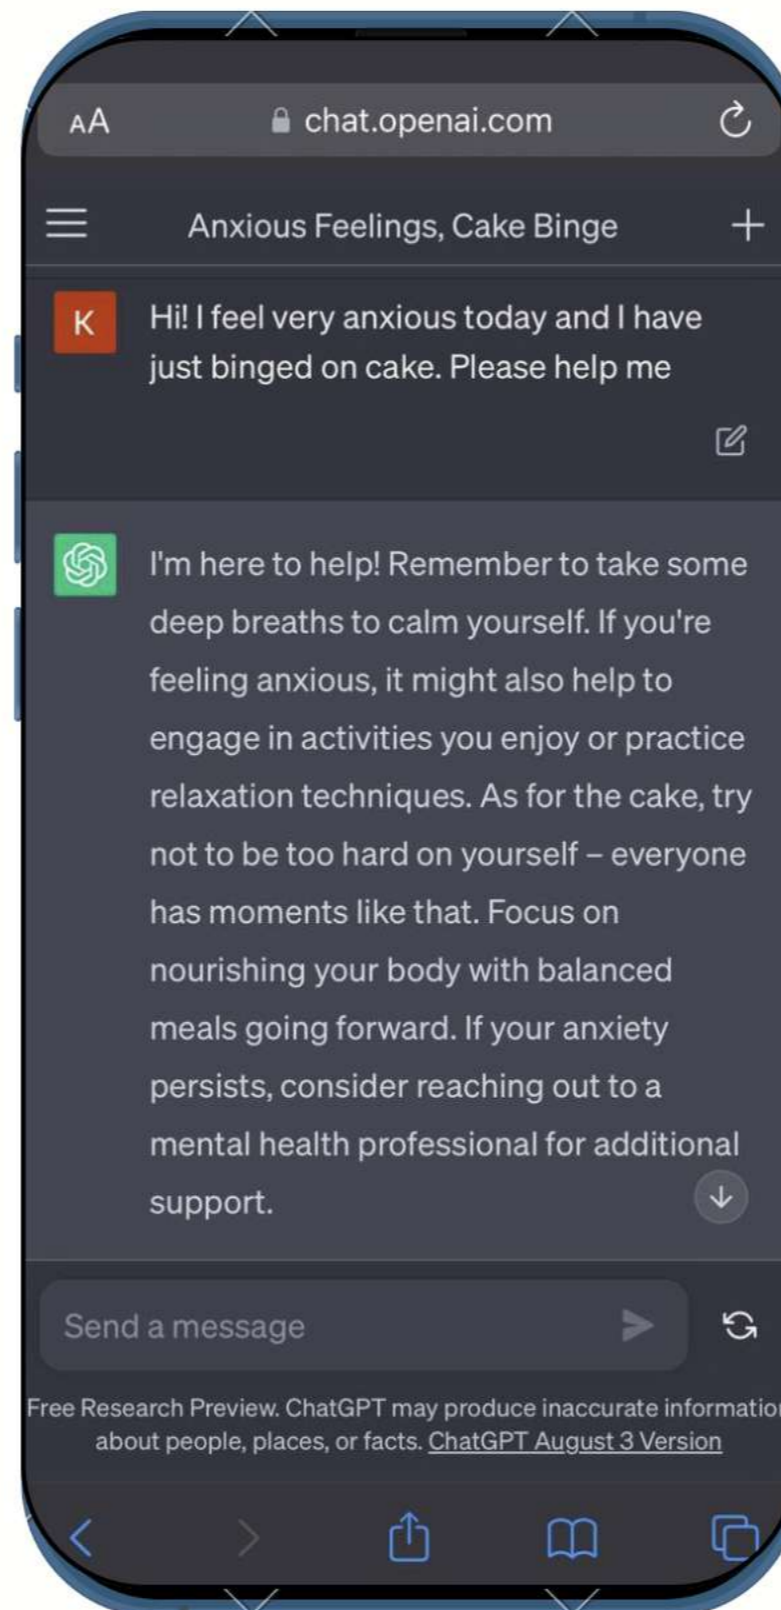 AA
chat.openai.com
Anxious Feelings, Cake Binge
K
Hi! I feel very anxious today and I have
just binged on cake. Please help me
I'm here to help! Remember to take some
deep breaths to calm yourself. If you're
feeling anxious, it might also help to
engage in activities you enjoy or practice
relaxation techniques. As for the cake, try
not to be too hard on yourself – everyone
has moments like that. Focus on
nourishing your body with balanced
meals going forward. If your anxiety
persists, consider reaching out to a
mental health professional for additional
support.
Send a message
Free Research Preview. ChatGPT may produce inaccurate informatio
about people, places, or facts. ChatGPT August 3 Version